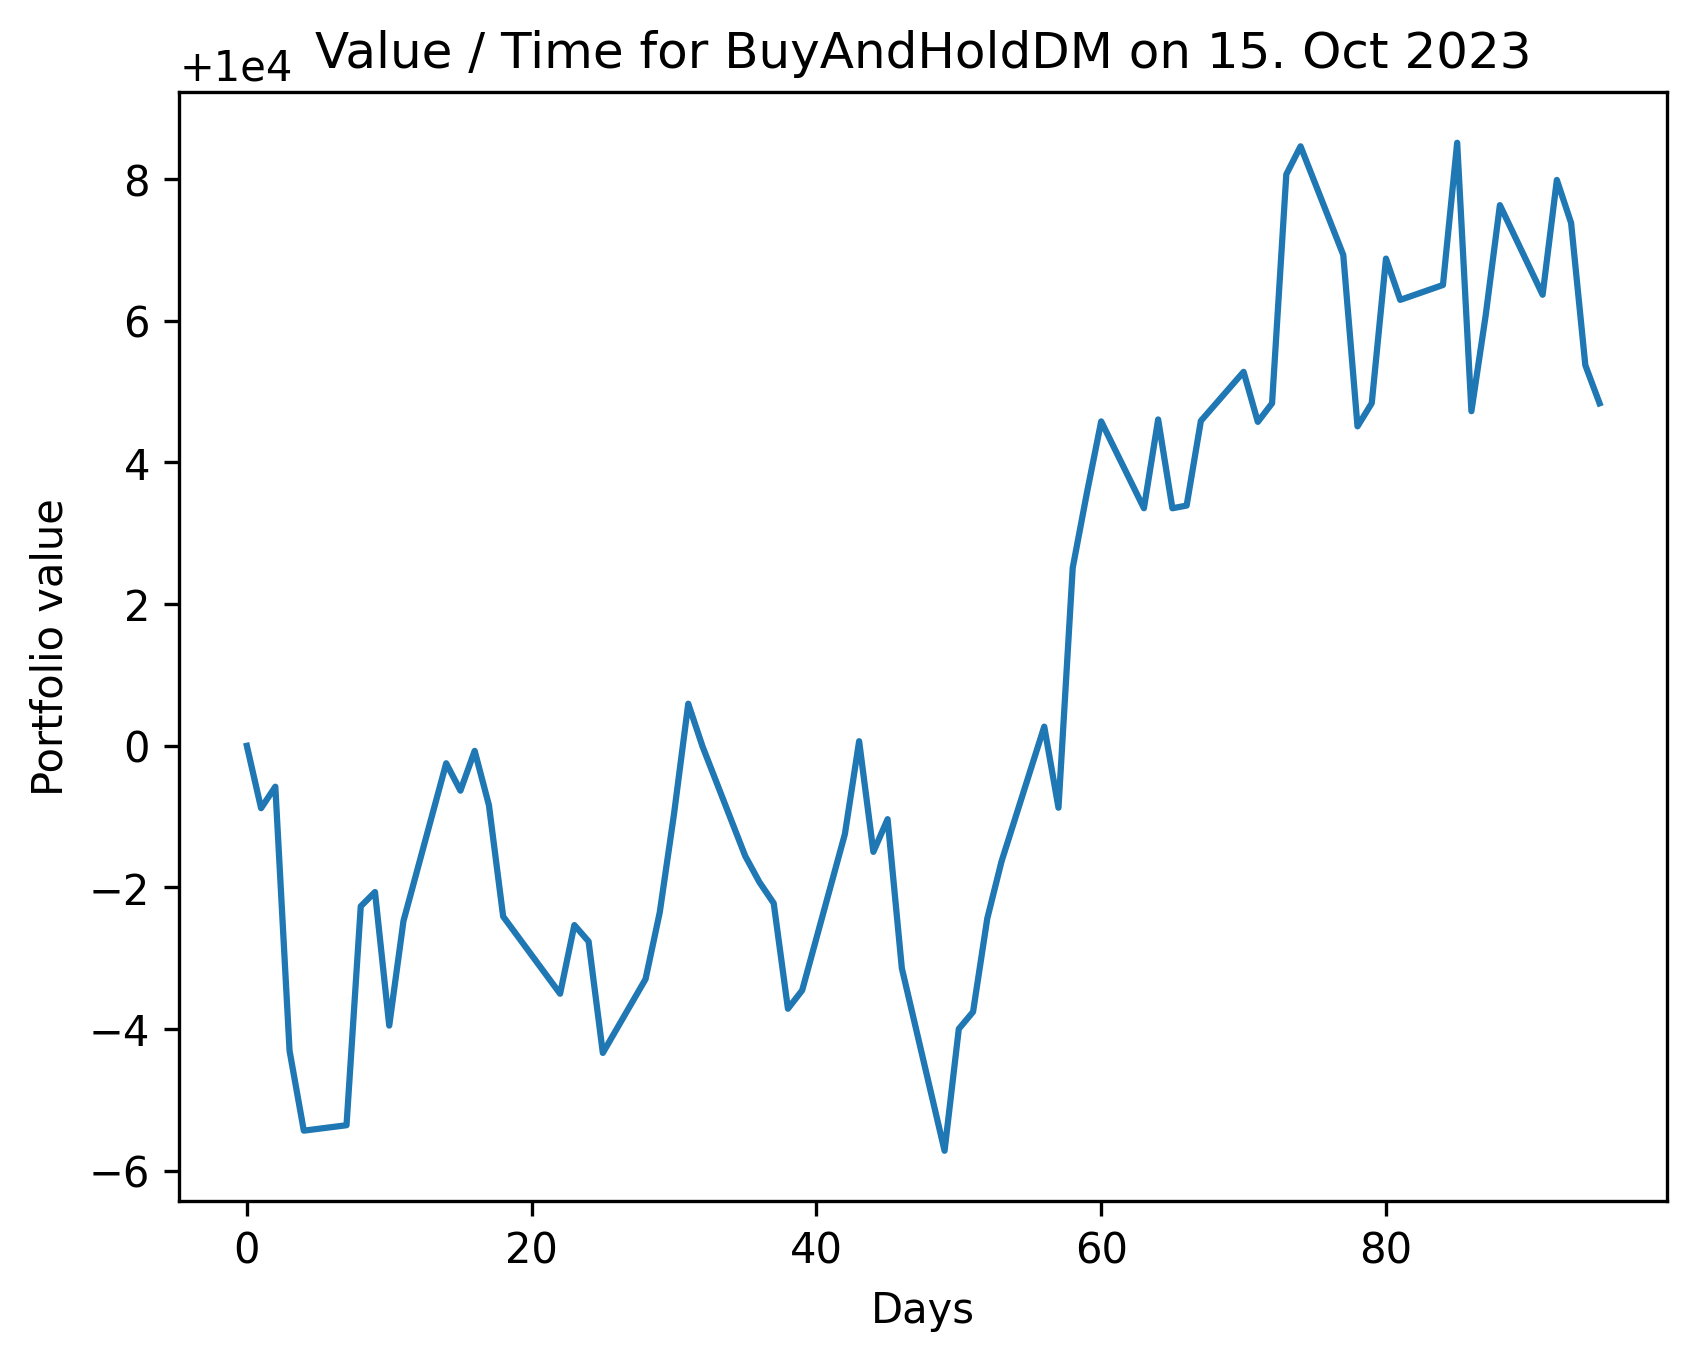 Value / Time for BuyAndHoldDM on 15. Oct 2023
+1e4
8
6
4
2
0
−2
−4
−6
Portfolio value
0 20 40 60 80
Days